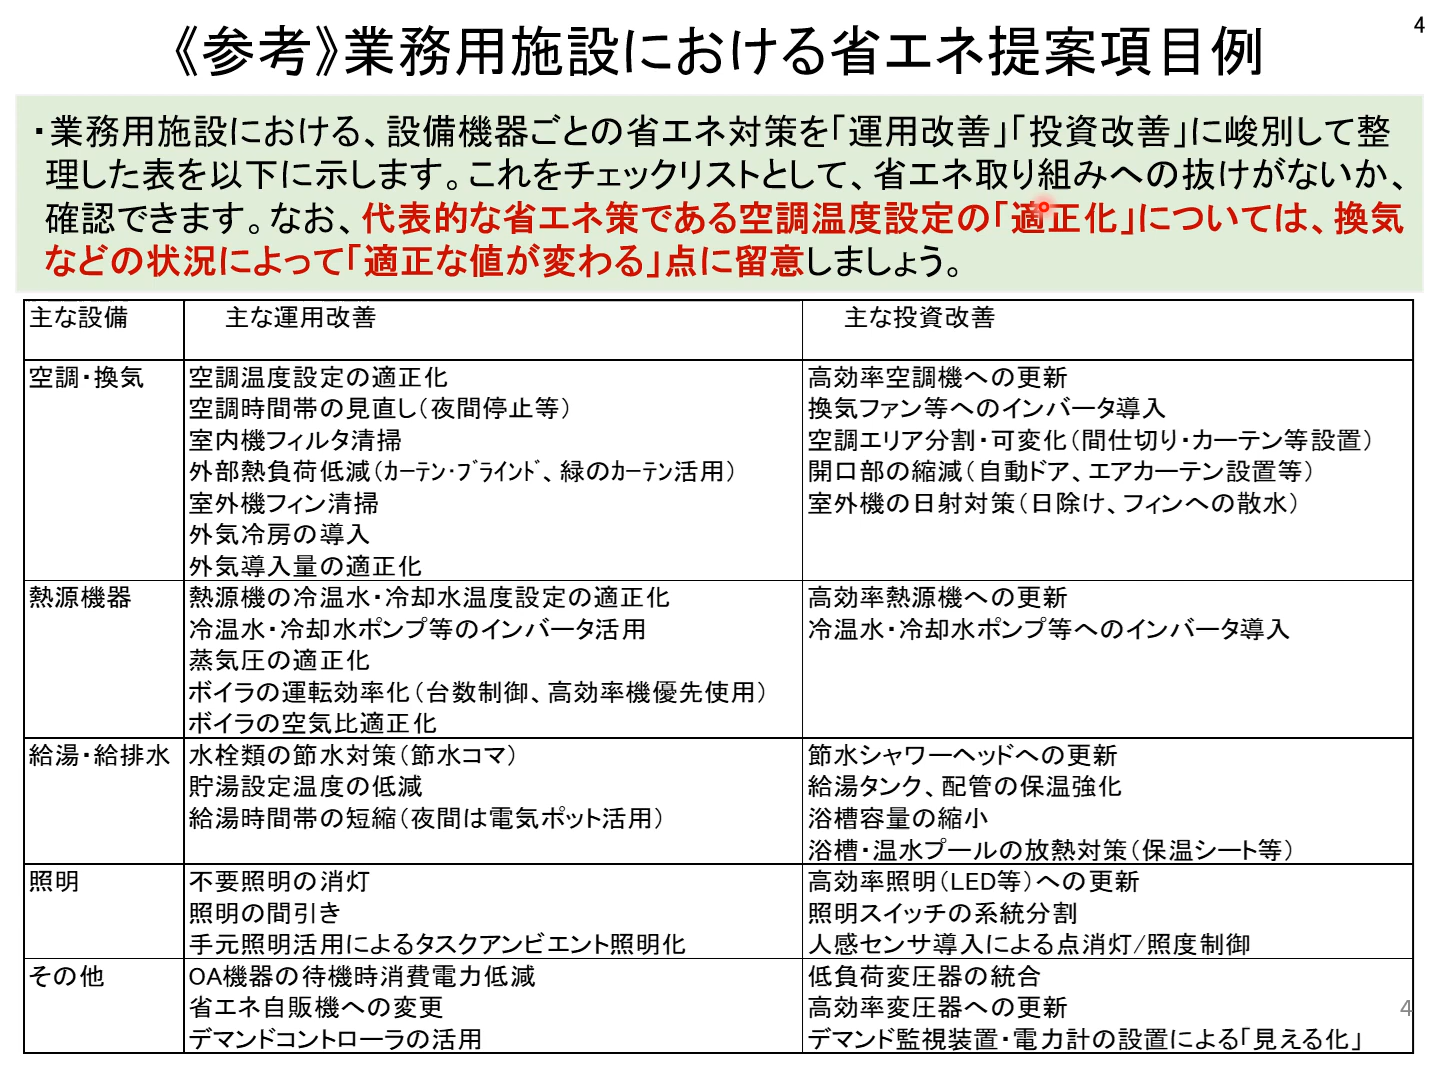 4
《参考》業務用施設における省エネ提案項目例
・業務用施設における、設備機器ごとの省エネ対策を「運用改善」「投資改善」に峻別して整
理した表を以下に示します。これをチェックリストとして、省エネ取り組みへの抜けがないか、
確認できます。なお、代表的な省エネ策である空調温度設定の「適正化」については、換気
などの状況によって「適正な値が変わる」点に留意しましょう。
主な設備 主な運用改善 主な投資改善
空調・換気
空調温度設定の適正化
空調時間帯の見直し（夜間停止等）
室内機フィルタ清掃
外部熱負荷低減（ｶｰﾃﾝ・ﾌﾞﾗｲﾝﾄﾞ、緑のｶｰﾃﾝ活用）
室外機フィン清掃
外気冷房の導入
外気導入量の適正化
高効率空調機への更新
換気ファン等へのインバータ導入
空調エリア分割・可変化（間仕切り・カーテン等設置）
開口部の縮減（自動ドア、エアカーテン設置等）
室外機の日射対策（日除け、フィンへの散水）
熱源機器
熱源機の冷温水・冷却水温度設定の適正化
冷温水・冷却水ポンプ等のインバータ活用
蒸気圧の適正化
ボイラの運転効率化（台数制御、高効率機優先使用）
ボイラの空気比適正化
高効率熱源機への更新
冷温水・冷却水ポンプ等へのインバータ導入
給湯・給排水
水栓類の節水対策（節水コマ）
貯湯設定温度の低減
給湯時間帯の短縮（夜間は電気ポット活用）
節水シャワーヘッドへの更新
給湯タンク、配管の保温強化
浴槽容量の縮小
浴槽・温水プールの放熱対策（保温シート等）
照明
不要照明の消灯
照明の間引き
手元照明活用によるタスクアンビエント照明化
高効率照明（LED等）への更新
照明スイッチの系統分割
人感センサ導入による点消灯/照度制御
その他
OA機器の待機時消費電力低減
省エネ自販機への変更
デマンドコントローラの活用
低負荷変圧器の統合
高効率変圧器への更新
デマンド監視装置・電力計の設置による「見える化」
4